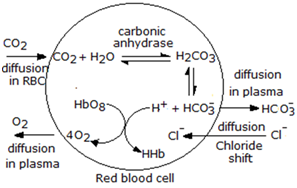 carbonic
anhydrase
CO2
CO2 + H2O
H2CO3
diffusion
in RBC
diffusion
in plasma
HbO8
H+ + HCO3-
HCO3-
O2
4O2
Cl-
diffusion
Cl-
diffusion
in plasma
HHb
Chloride
shift
Red blood cell